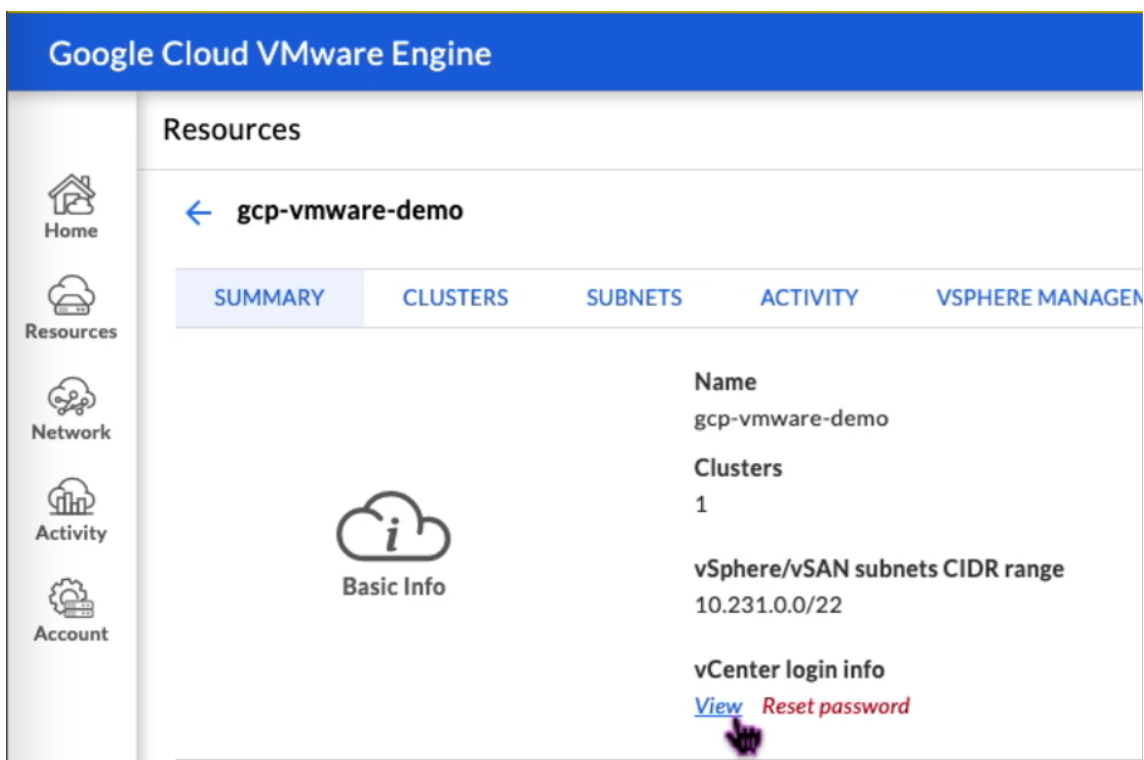 Google Cloud VMware Engine
Resources
Home
Resources
Network
Activity
Account
gcp-vmware-demo
SUMMARY CLUSTERS SUBNETS ACTIVITY VSPHERE MANAGEM
Basic Info
Name
gcp-vmware-demo
Clusters
1
vSphere/vSAN subnets CIDR range
10.231.0.0/22
vCenter login info
View Reset password